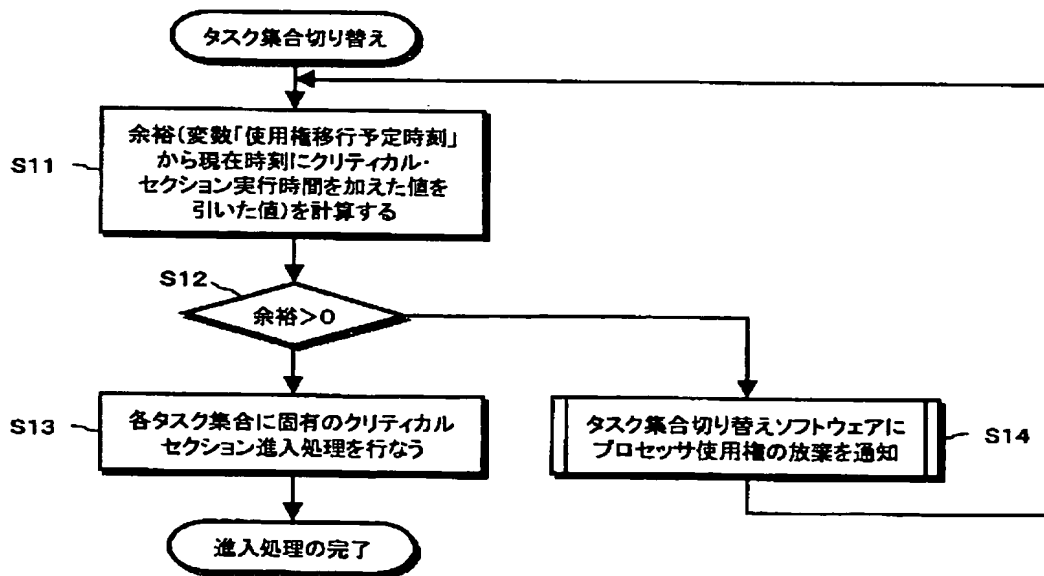 タスク集合切り替え
S11
余裕(変数「使用権移行予定時刻」
から現在時刻にクリティカル・
セクション実行時間を加えた値を
引いた値)を計算する
S12
余裕>0
S13
各タスク集合に固有のクリティカル
セクション進入処理を行なう
タスク集合切り替えソフトウェアに
プロセッサ使用権の放棄を通知
S14
進入処理の完了